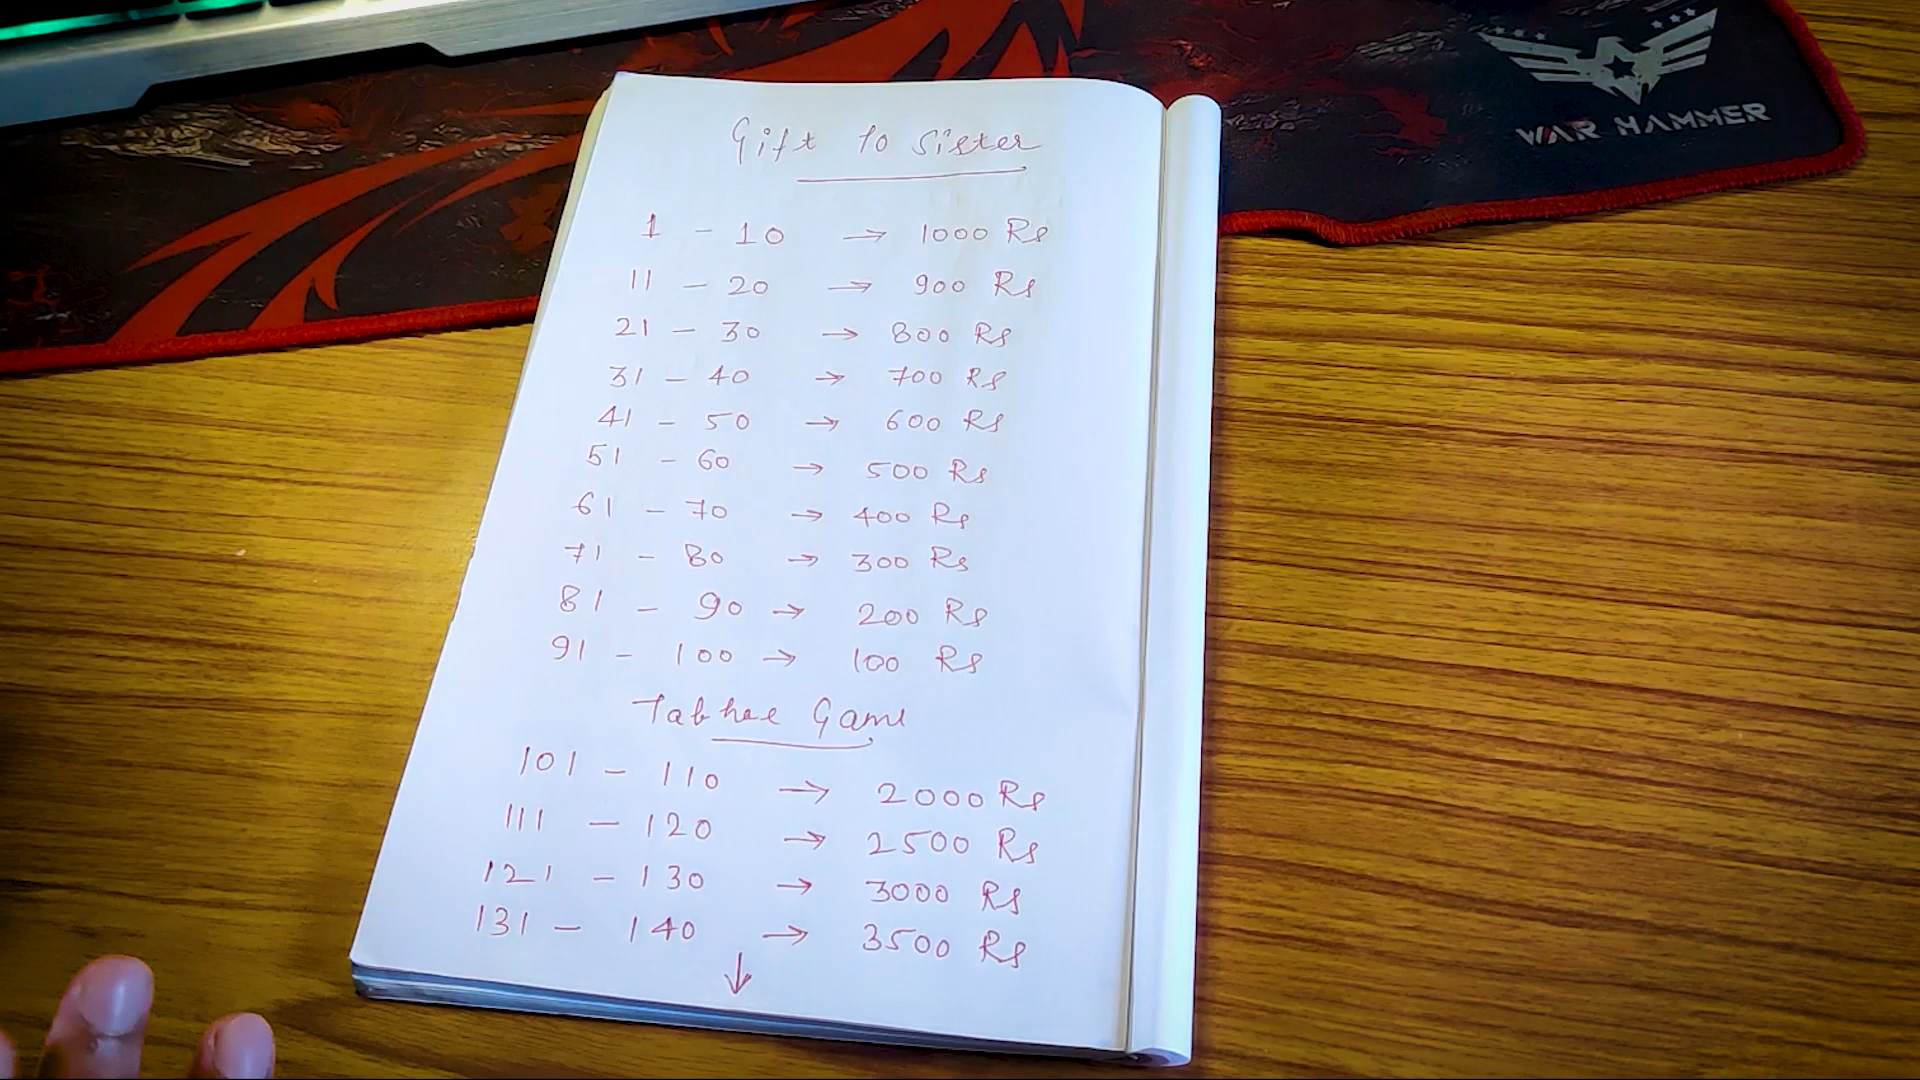 WAR HAMMER
Gift to Sister
1 - 10 → 1000 Rs
11 - 20 → 900 Rs
21 - 30 → 800 Rs
31 - 40 → 700 Rs
41 - 50 → 600 Rs
51 - 60 → 500 Rs
61 - 70 → 400 Rs
71 - 80 → 300 Rs
81 - 90 → 200 Rs
91 - 100 → 100 Rs
Game
101 - 110 → 2000 Rs
111 - 120 → 2500 Rs
121 - 130 → 3000 Rs
131 - 140 → 3500 Rs
↓